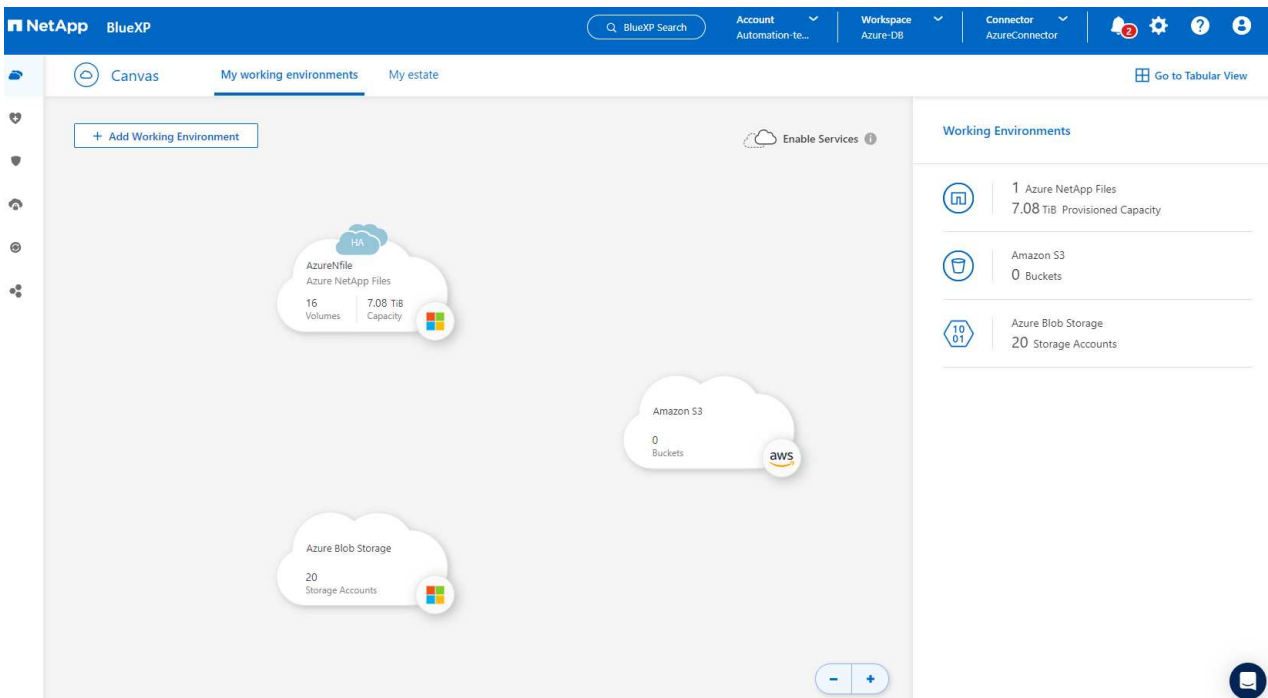 NetApp BlueXP
BlueXP Search
Account
Automation-te...
Workspace
Azure-DB
Connector
AzureConnector
2
Canvas
My working environments
My estate
Go to Tabular View
+ Add Working Environment
Enable Services
HA
AzureNfile
Azure NetApp Files
16
Volumes
7.08 TiB
Capacity
Amazon S3
0
Buckets
aws
Azure Blob Storage
20
Storage Accounts
- +
Working Environments
1 Azure NetApp Files
7.08 TiB Provisioned Capacity
Amazon S3
0 Buckets
10
01
Azure Blob Storage
20 Storage Accounts